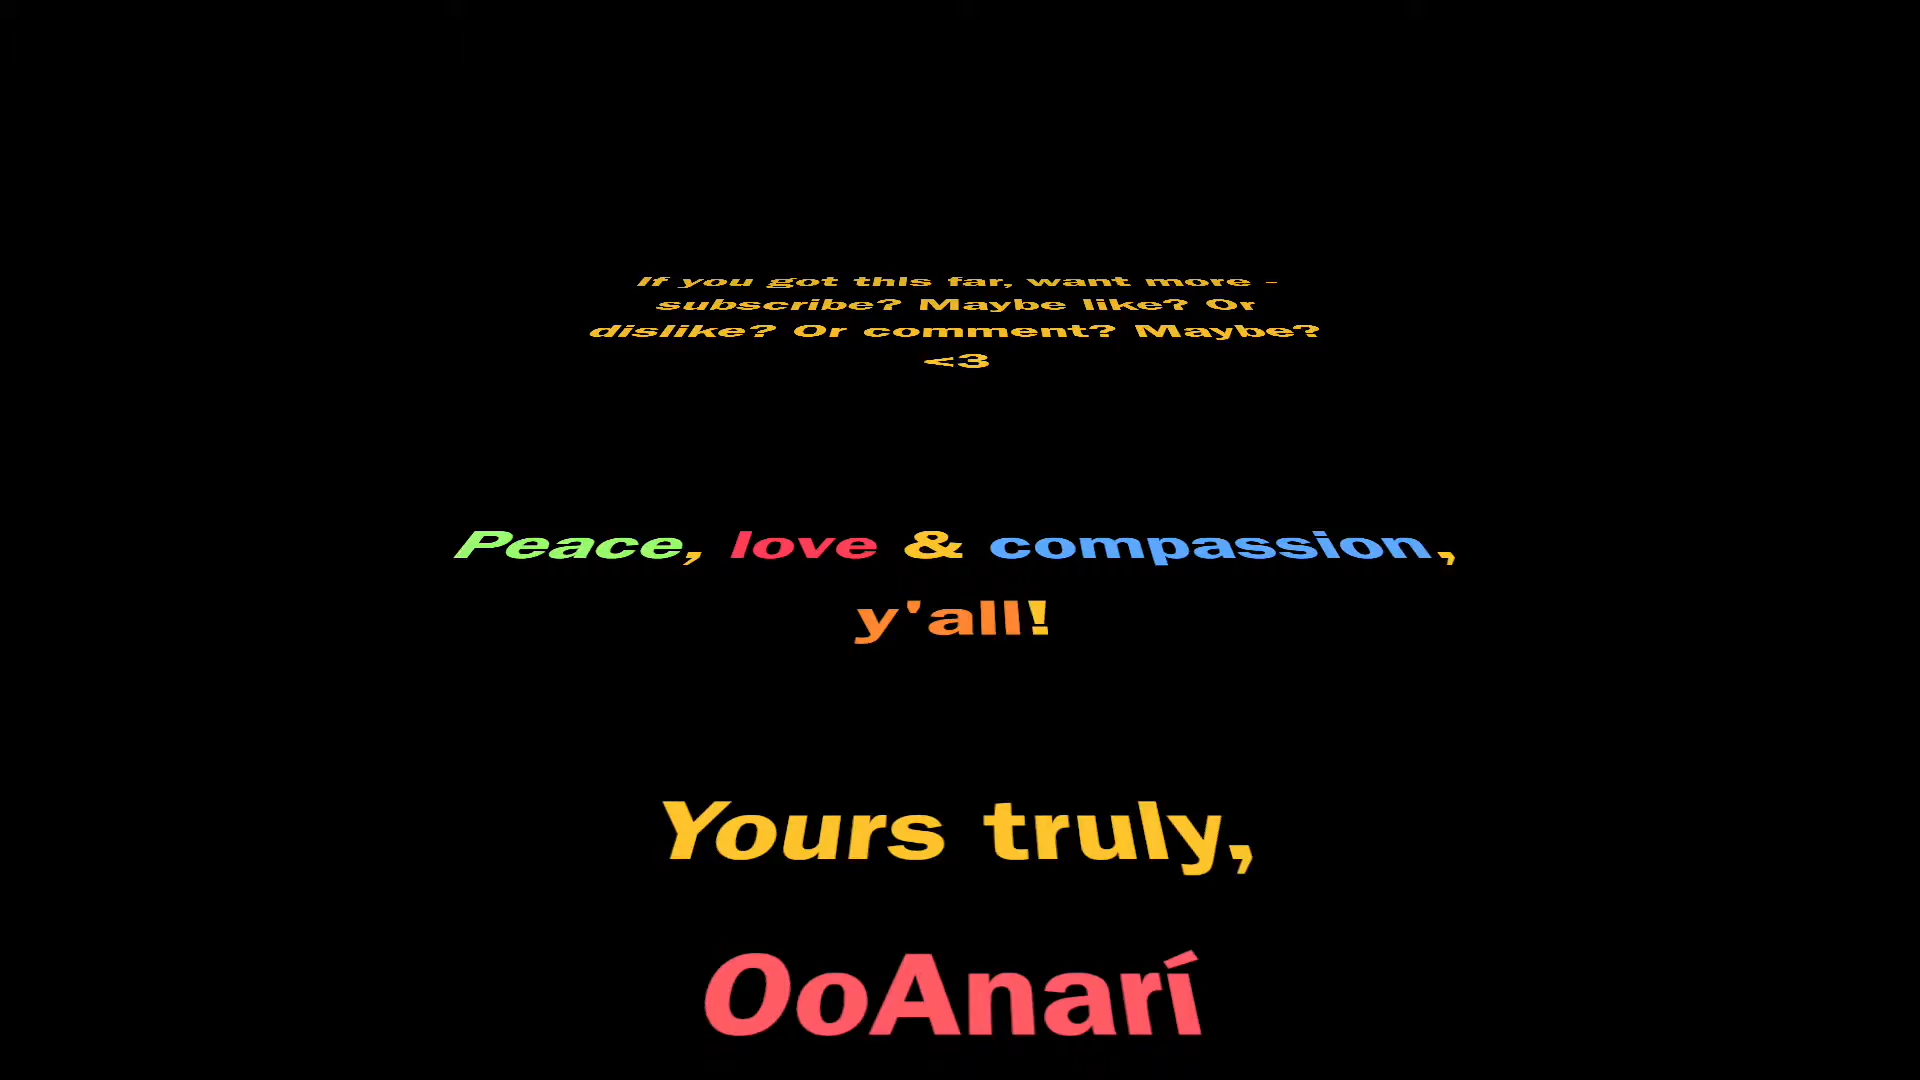 If you got this far, want more -
subscribe? Maybe like? Or
dislike? Or comment? Maybe?
<3
Peace, love & compassion,
y'all!
Yours truly,
OoAnarí